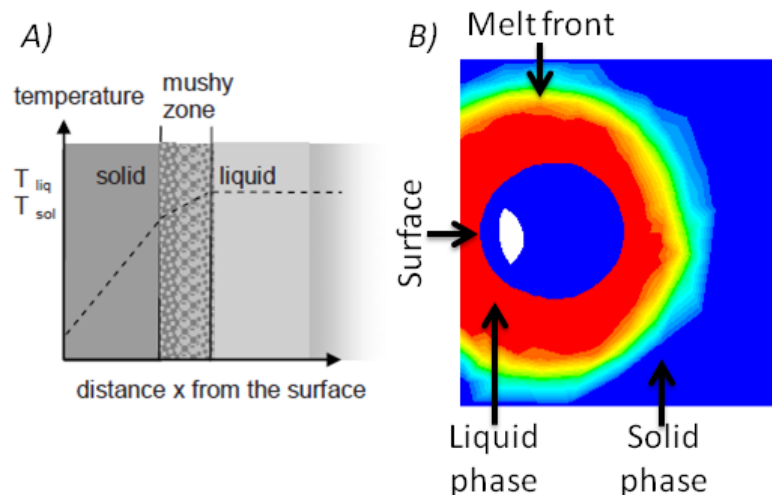 A)
temperature
mushy
zone
solid
liquid
T liq
T sol
distance x from the surface
B)
Melt front
Surface
Liquid
phase
Solid
phase